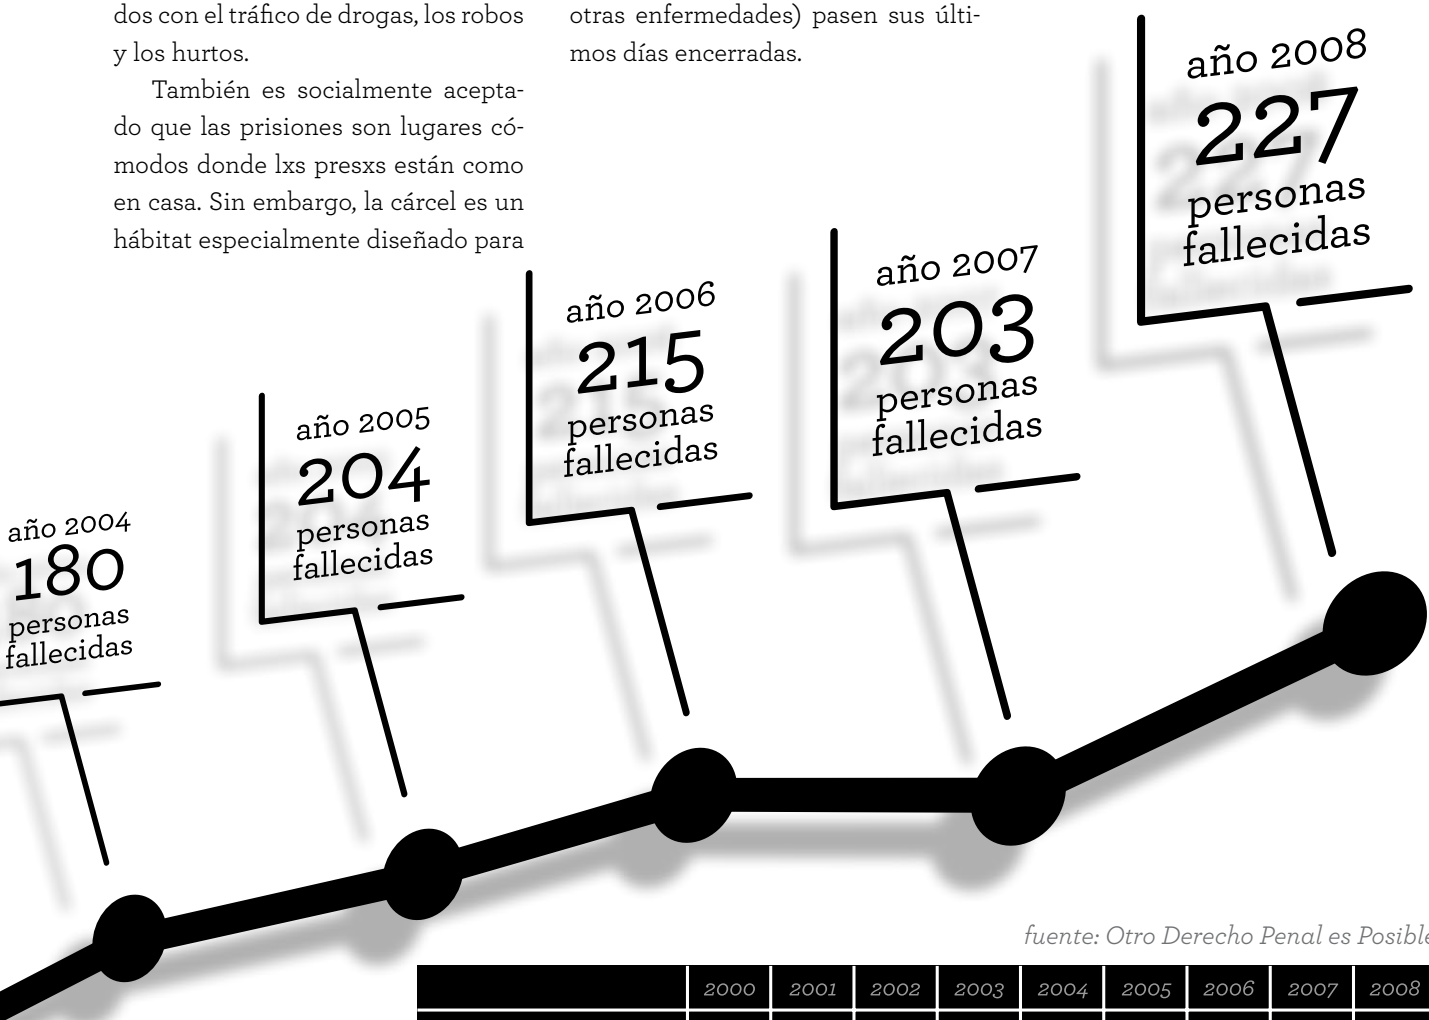 dos con el tráfico de drogas, los robos
y los hurtos.
También es socialmente acepta-
do que las prisiones son lugares có-
modos donde lxs presxs están como
en casa. Sin embargo, la cárcel es un
hábitat especialmente diseñado para
otras enfermedades) pasen sus últi-
mos días encerradas.
año 2004
180
personas
fallecidas
año 2005
204
personas
fallecidas
año 2006
215
personas
fallecidas
año 2007
203
personas
fallecidas
año 2008
227
personas
fallecidas
fuente: Otro Derecho Penal es Posible
2000 2001 2002 2003 2004 2005 2006 2007 2008